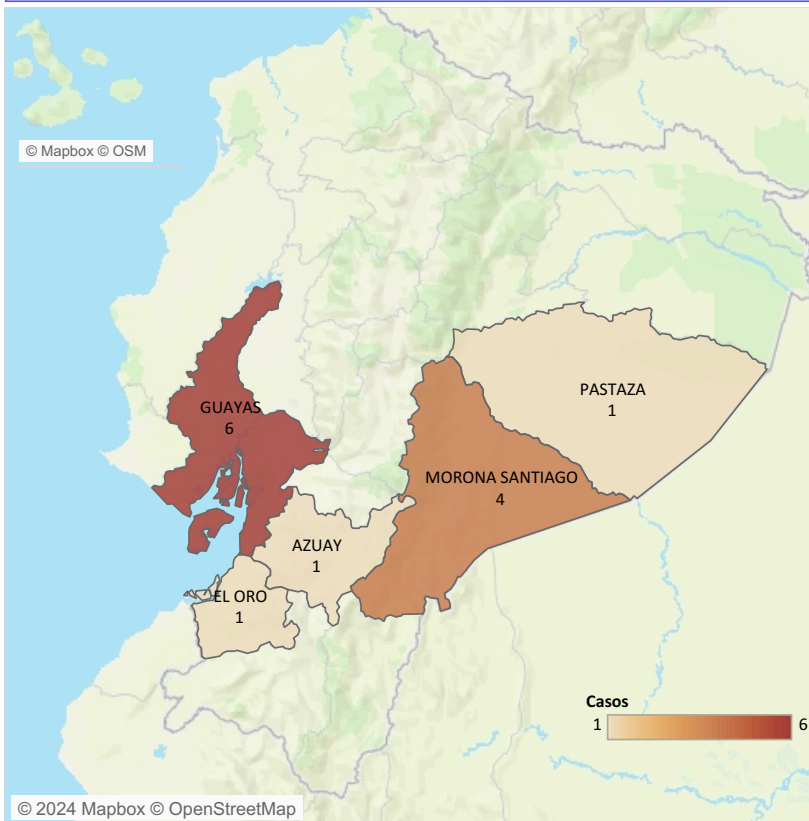 © Mapbox © OSM
GUAYAS
6
PASTAZA
1
MORONA SANTIAGO
4
AZUAY
1
EL ORO
1
Casos
1 6
© 2024 Mapbox © OpenStreetMap